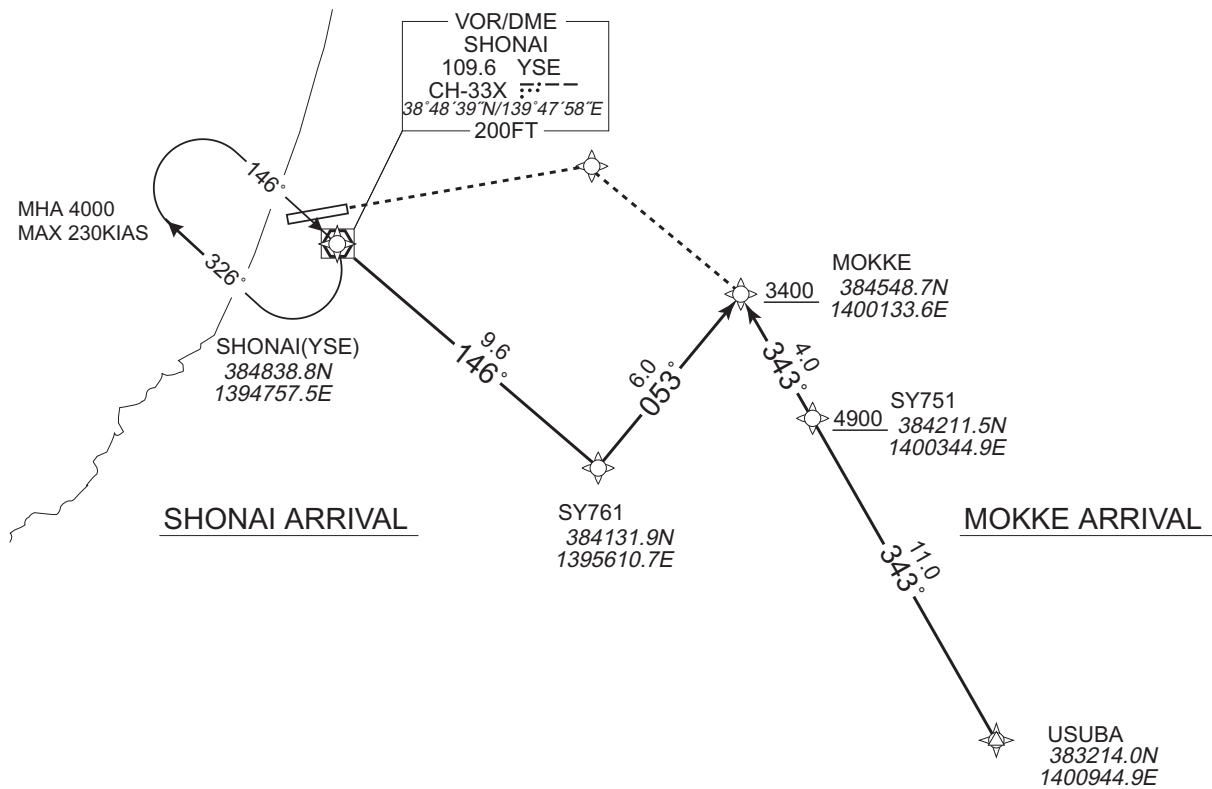 VOR/DME
SHONAI
109.6 YSE
CH-33X
38°48′39″N/139°47′58″E
200FT
146°
MHA 4000
MAX 230KIAS
326°
SHONAI(YSE)
384838.8N
1394757.5E
9.6
146°
6.0
053°
3400
MOKKE
384548.7N
1400133.6E
4.0
343°
4900
SY751
384211.5N
1400344.9E
SHONAI ARRIVAL
SY761
384131.9N
1395610.7E
MOKKE ARRIVAL
11.0
343°
USUBA
383214.0N
1400944.9E